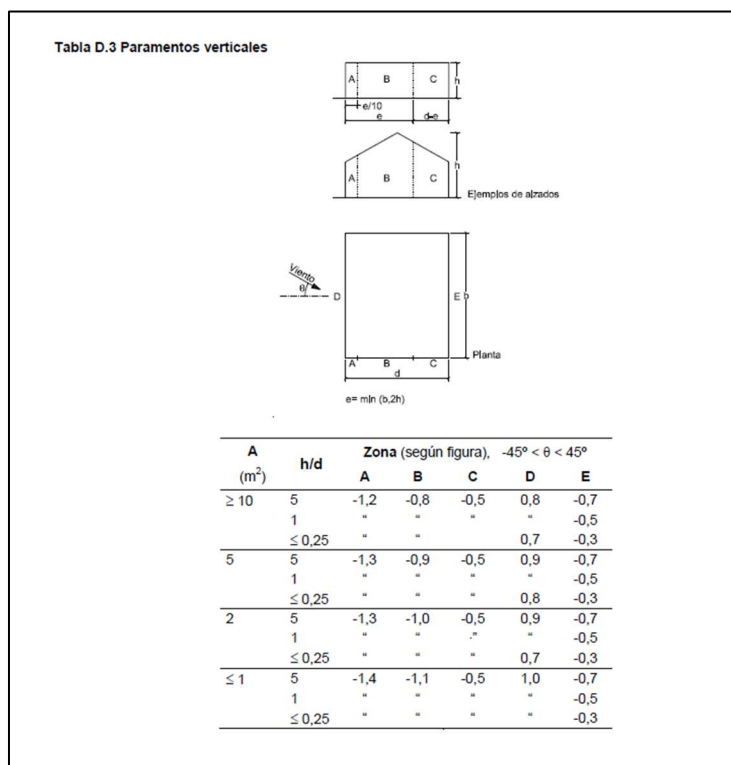 Tabla D.3 Paramentos verticales
A B C h
e/10
e d-e
A B C h
Ejemplos de alzados
Viento
θ
D E b
Planta
A B C
d
e= min (b,2h)
A h/d Zona (según figura), -45º < θ < 45º
(m²) A B C D E
≥ 10 5 -1,2 -0,8 -0,5 0,8 -0,7
1 “ “ “ “ -0,5
≤ 0,25 “ “ 0,7 -0,3
5 5 -1,3 -0,9 -0,5 0,9 -0,7
1 “ “ “ “ -0,5
≤ 0,25 “ “ “ 0,8 -0,3
2 5 -1,3 -1,0 -0,5 0,9 -0,7
1 “ “ .” “ -0,5
≤ 0,25 “ “ “ 0,7 -0,3
≤ 1 5 -1,4 -1,1 -0,5 1,0 -0,7
1 “ “ “ “ -0,5
≤ 0,25 “ “ “ “ -0,3